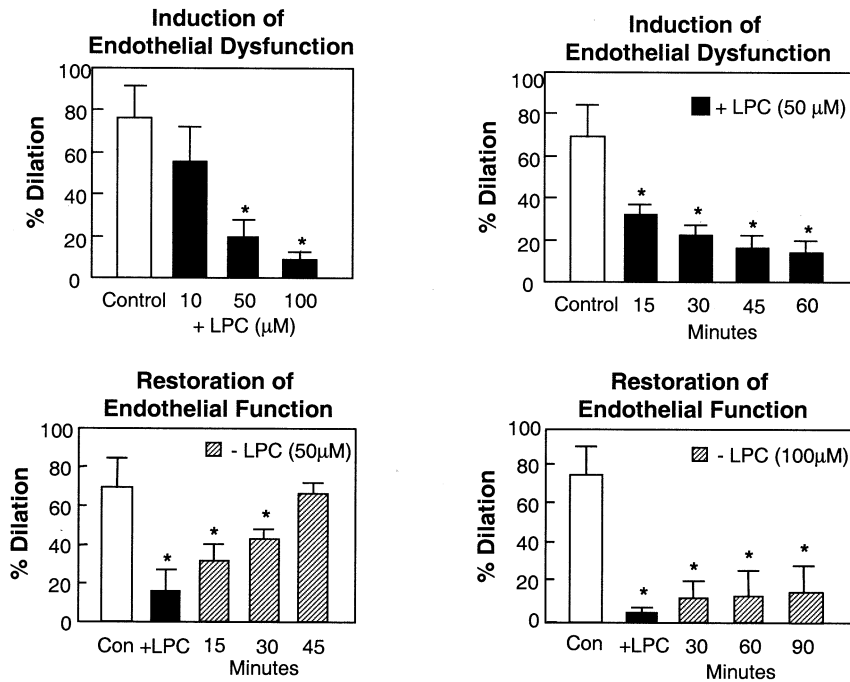 Induction of
Endothelial Dysfunction
100
80
60
40
20
0
% Dilation
*
*
Control 10 50 100
+ LPC (µM)
Induction of
Endothelial Dysfunction
100
80
60
40
20
0
% Dilation
+ LPC (50 µM)
*
*
*
*
Control 15 30 45 60
Minutes
Restoration of
Endothelial Function
100
80
60
40
20
0
% Dilation
- LPC (50µM)
*
*
*
Con +LPC 15 30 45
Minutes
Restoration of
Endothelial Function
100
80
60
40
20
0
% Dilation
- LPC (100µM)
*
*
*
*
Con +LPC 30 60 90
Minutes